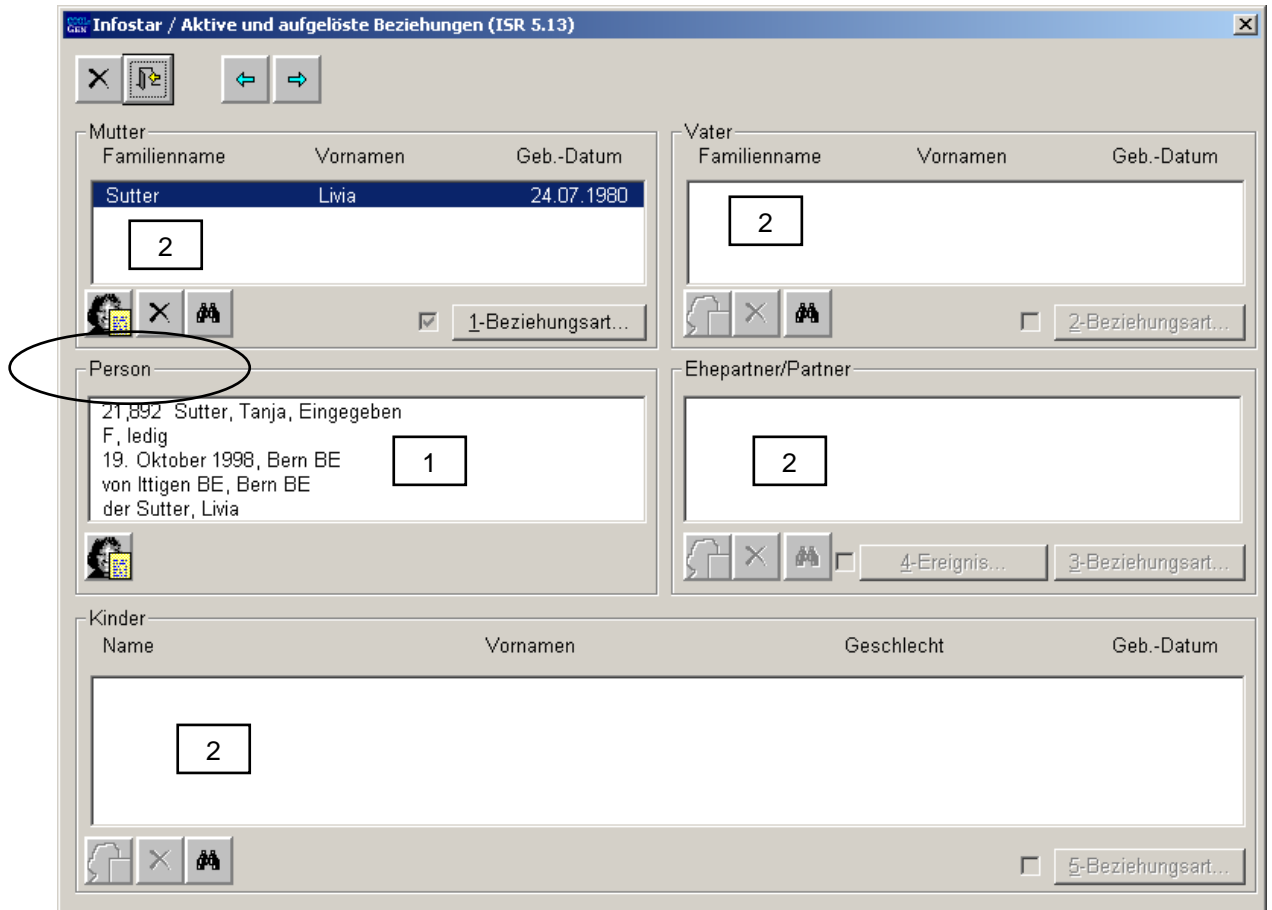 COOL: GEN Infostar / Aktive und aufgelöste Beziehungen (ISR 5.13)
Mutter
Familienname Vornamen Geb.-Datum
Sutter Livia 24.07.1980
2
1-Beziehungsart...
Vater
Familienname Vornamen Geb.-Datum
2
2-Beziehungsart...
Person
21,892 Sutter, Tanja, Eingegeben
F, ledig
19. Oktober 1998, Bern BE
von Ittigen BE, Bern BE
der Sutter, Livia
1
Ehepartner/Partner
2
4-Ereignis... 3-Beziehungsart...
Kinder
Name Vornamen Geschlecht Geb.-Datum
2
5-Beziehungsart...